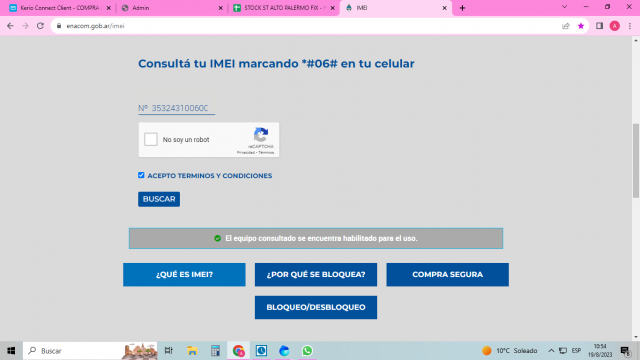 Kerio Connect Client - COMPRA
Admin
STOCK ST ALTO PALERMO FIX -
IMEI
enacom.gob.ar/imei
A
Consultá tu IMEI marcando *#06# en tu celular
Nº 35324310060
No soy un robot
reCAPTCHA
Privacidad - Términos
ACEPTO TERMINOS Y CONDICIONES
BUSCAR
El equipo consultado se encuentra habilitado para el uso.
¿QUÉ ES IMEI?
¿POR QUÉ SE BLOQUEA?
COMPRA SEGURA
BLOQUEO/DESBLOQUEO
Buscar
10°C Soleado
ESP
10:54
19/8/2023